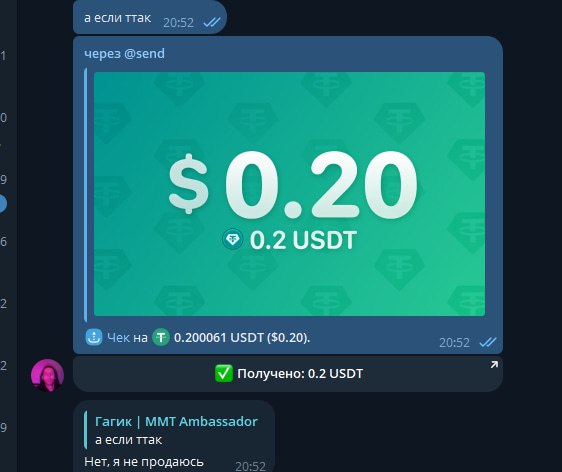 а если ттак
20:52
через @send
$ 0.20
0.2 USDT
Чек на 0.200061 USDT ($0.20).
20:52
Получено: 0.2 USDT
Гагик | MMT Ambassador
а если ттак
Нет, я не продаюсь
20:52